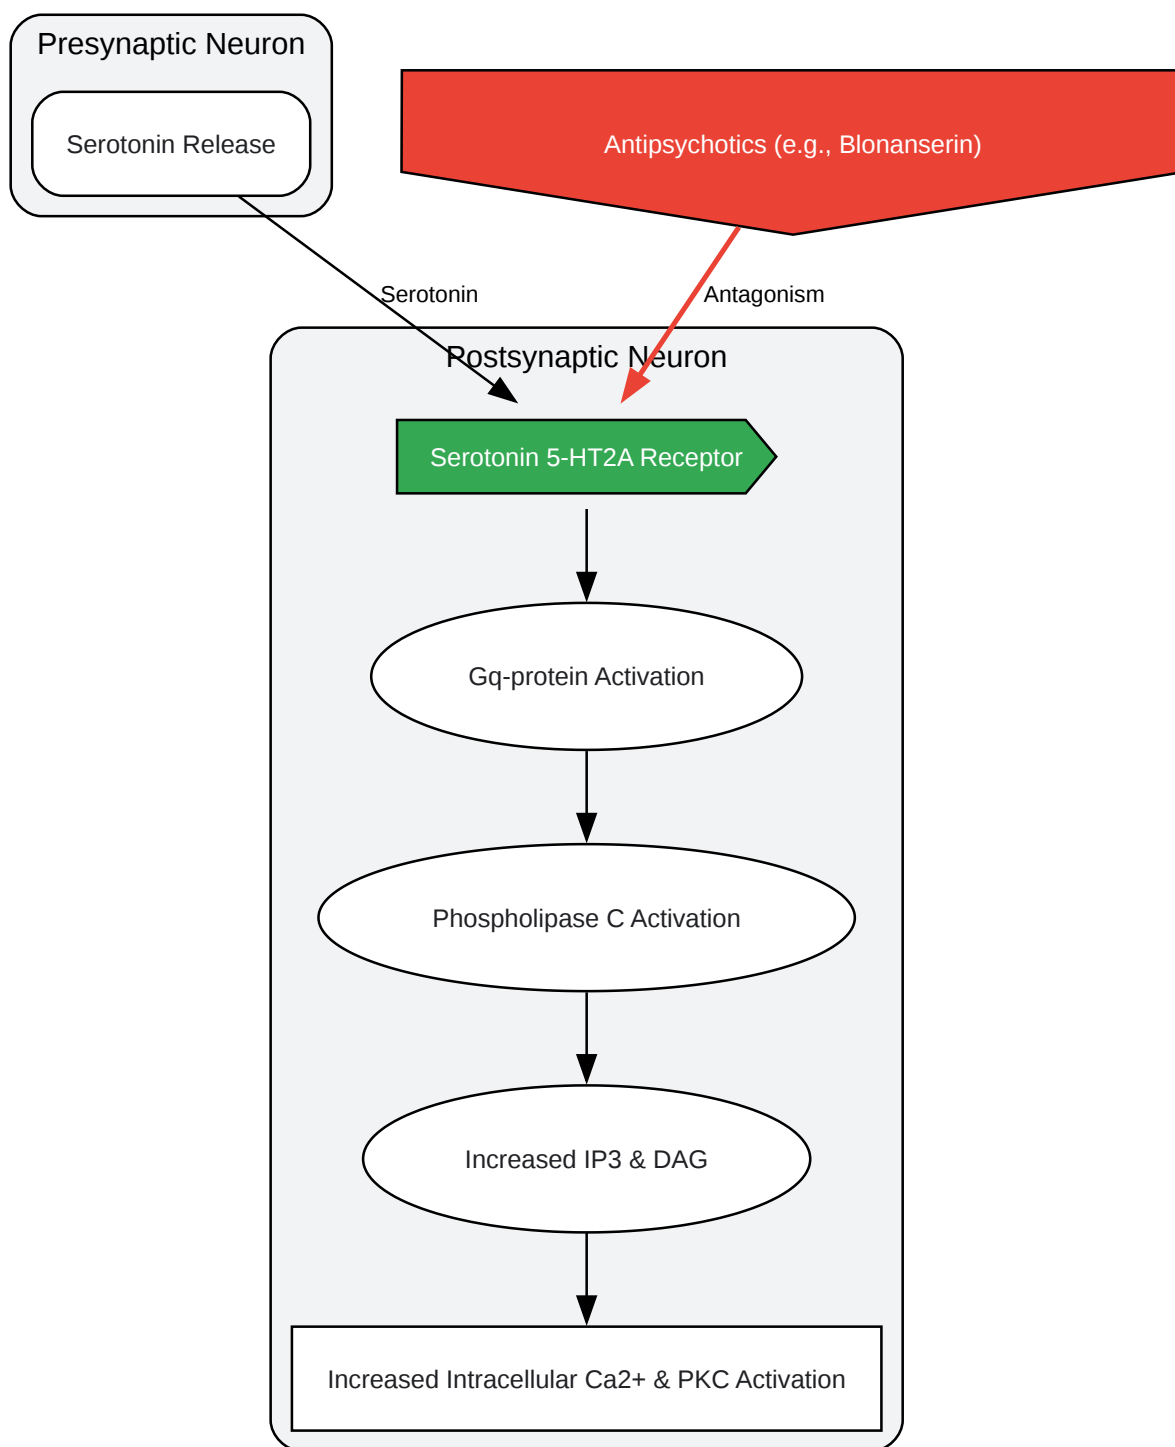 Presynaptic Neuron
Serotonin Release
Antipsychotics (e.g., Blonanserin)
Serotonin
Antagonism
Postsynaptic Neuron
Serotonin 5-HT2A Receptor
Gq-protein Activation
Phospholipase C Activation
Increased IP3 & DAG
Increased Intracellular Ca2+ & PKC Activation